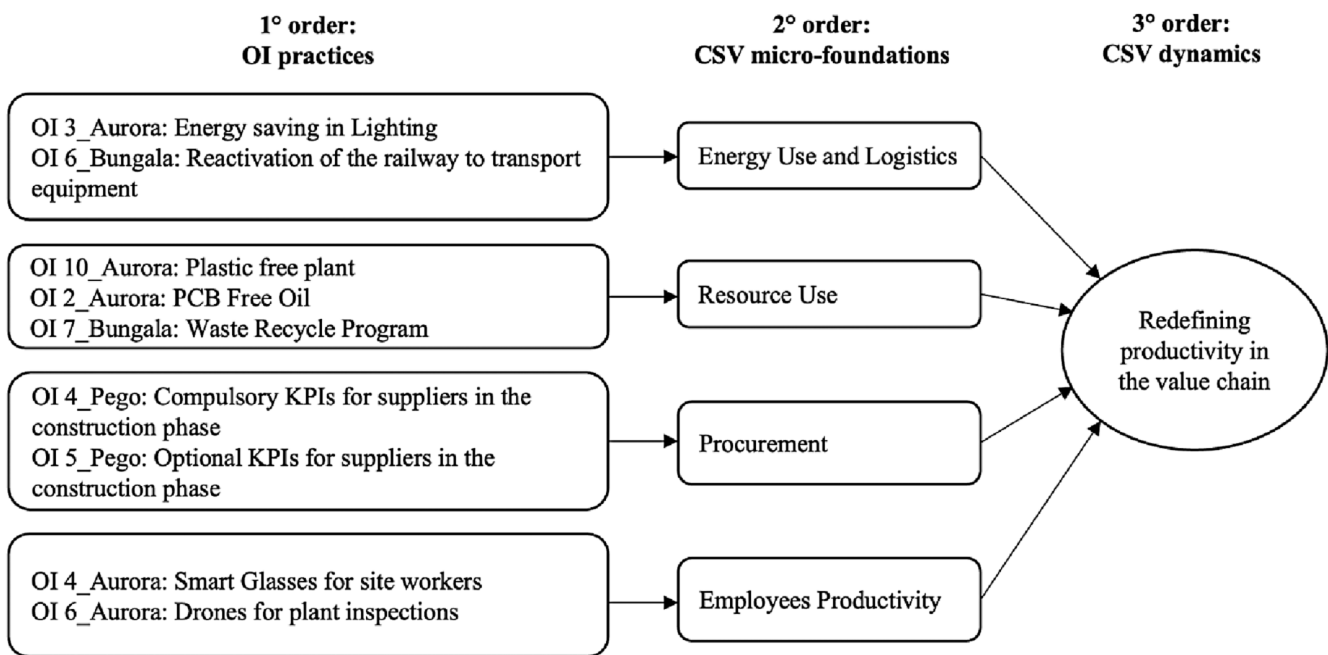 1° order:
OI practices
2° order:
CSV micro-foundations
3° order:
CSV dynamics
OI 3_Aurora: Energy saving in Lighting
OI 6_Bungala: Reactivation of the railway to transport
equipment
Energy Use and Logistics
OI 10_Aurora: Plastic free plant
OI 2_Aurora: PCB Free Oil
OI 7_Bungala: Waste Recycle Program
Resource Use
OI 4_Pego: Compulsory KPIs for suppliers in the
construction phase
OI 5_Pego: Optional KPIs for suppliers in the
construction phase
Procurement
OI 4_Aurora: Smart Glasses for site workers
OI 6_Aurora: Drones for plant inspections
Employees Productivity
Redefining
productivity in
the value chain